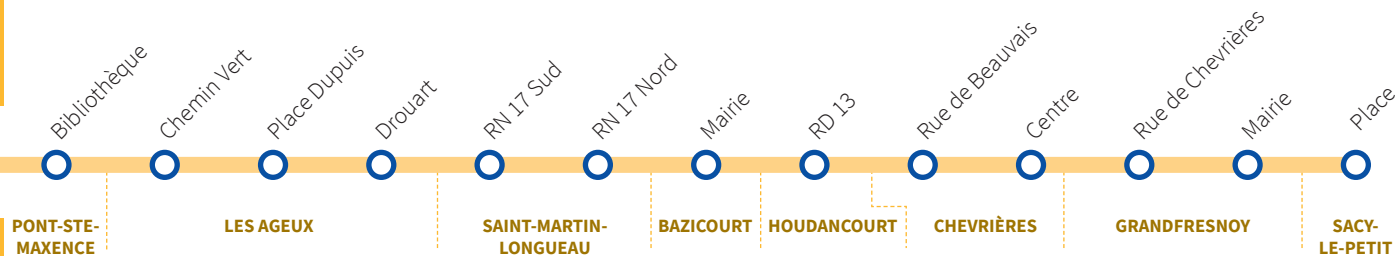 Bibliothèque
Chemin Vert
Place Dupuis
Drouart
RN 17 Sud
RN 17 Nord
Mairie
RD 13
Rue de Beauvais
Centre
Rue de Chevrières
Mairie
Place
PONT-STE-
MAXENCE
LES AGEUX
SAINT-MARTIN-
LONGUEAU
BAZICOURT
HOUDANCOURT
CHEVRIÈRES
GRANDFRESNOY
SACY-
LE-PETIT